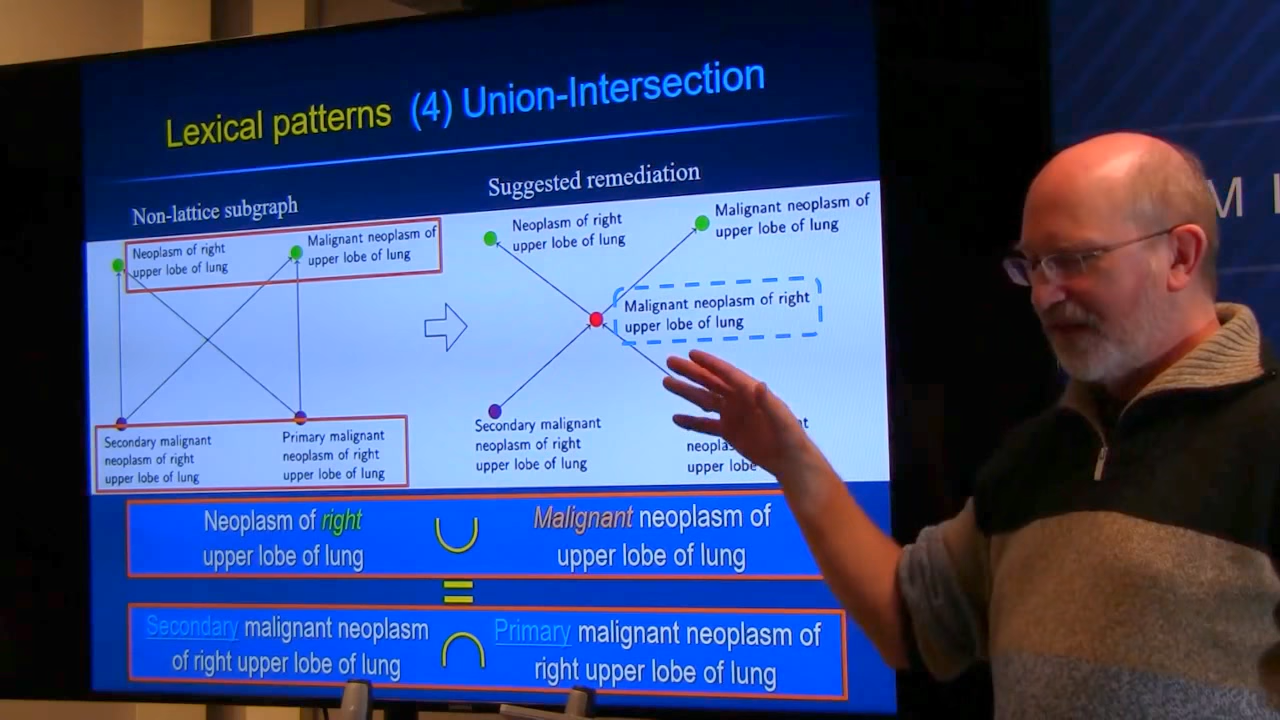 Lexical patterns (4) Union-Intersection
Non-lattice subgraph
Suggested remediation
Neoplasm of right
upper lobe of lung
Malignant neoplasm of
upper lobe of lung
Secondary malignant
neoplasm of right
upper lobe of lung
Primary malignant
neoplasm of right
upper lobe of lung
Neoplasm of right
upper lobe of lung
Malignant neoplasm of
upper lobe of lung
Malignant neoplasm of right
upper lobe of lung
Secondary malignant
neoplasm of right
upper lobe of lung
upper lobe
Neoplasm of right
upper lobe of lung
∪
Malignant neoplasm of
upper lobe of lung
=
Secondary malignant neoplasm
of right upper lobe of lung
∩
Primary malignant neoplasm of
right upper lobe of lung
M